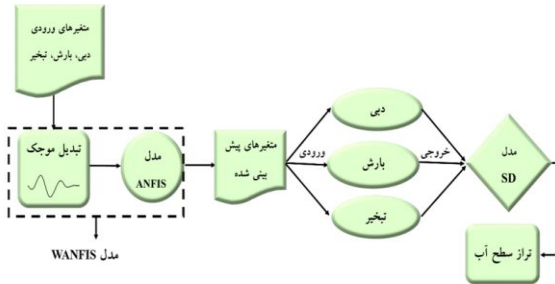 متغیرهای ورودی
دبی، بارش، تبخیر
تبدیل موجک
مدل
ANFIS
مدل WANFIS
متغیرهای پیش
بینی شده
ورودی
دبی
بارش
تبخیر
خروجی
مدل
SD
تراز سطح آب